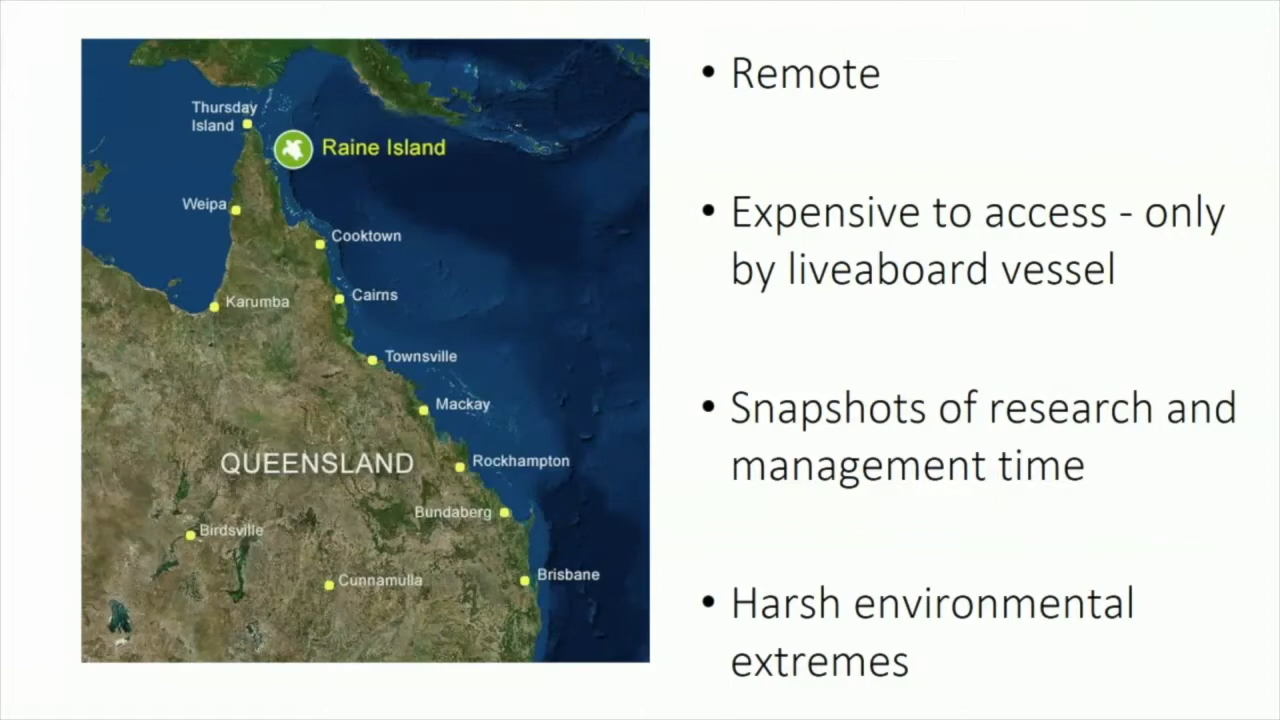 Thursday
Island
Raine Island
Weipa
Cooktown
Cairns
Karumba
Townsville
Mackay
QUEENSLAND
Rockhampton
Bundaberg
Birdsville
Brisbane
Cunnamulla
• Remote
• Expensive to access - only
by liveaboard vessel
• Snapshots of research and
management time
• Harsh environmental
extremes